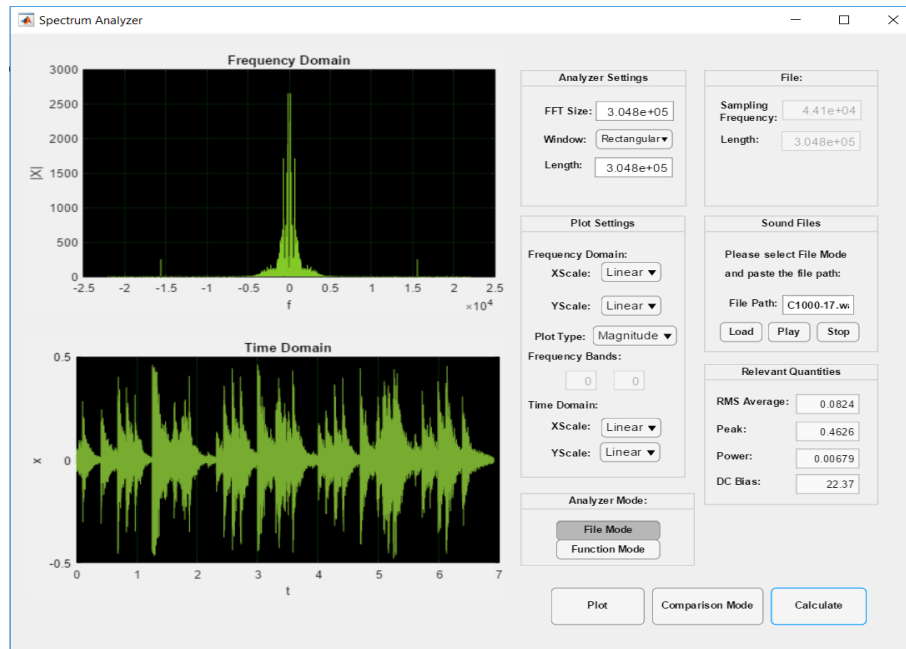 Spectrum Analyzer
Frequency Domain
3000
2500
2000
1500
1000
500
0
|X|
-2.5 -2 -1.5 -1 -0.5 0 0.5 1 1.5 2 2.5
f
×10^4
Time Domain
0.5
0
-0.5
x
0 1 2 3 4 5 6 7
t
Analyzer Settings
FFT Size: 3.048e+05
Window: Rectangular
Length: 3.048e+05
File:
Sampling
Frequency: 4.41e+04
Length: 3.048e+05
Plot Settings
Frequency Domain:
XScale: Linear
YScale: Linear
Plot Type: Magnitude
Frequency Bands:
0 0
Time Domain:
XScale: Linear
YScale: Linear
Sound Files
Please select File Mode
and paste the file path:
File Path: C1000-17.wa
Load Play Stop
Relevant Quantities
RMS Average: 0.0824
Peak: 0.4626
Power: 0.00679
DC Bias: 22.37
Analyzer Mode:
File Mode
Function Mode
Plot Comparison Mode Calculate